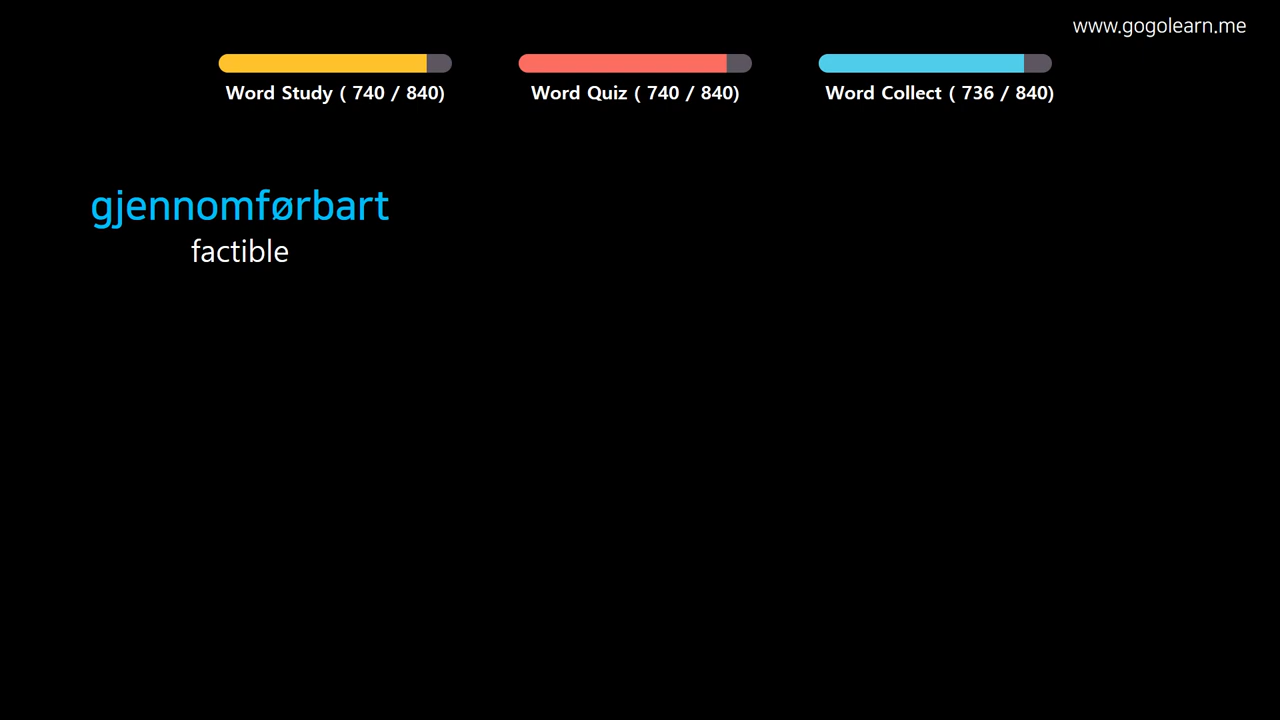 www.gogolearn.me
Word Study ( 740 / 840)
Word Quiz ( 740 / 840)
Word Collect ( 736 / 840)
gjennomførbart
factible